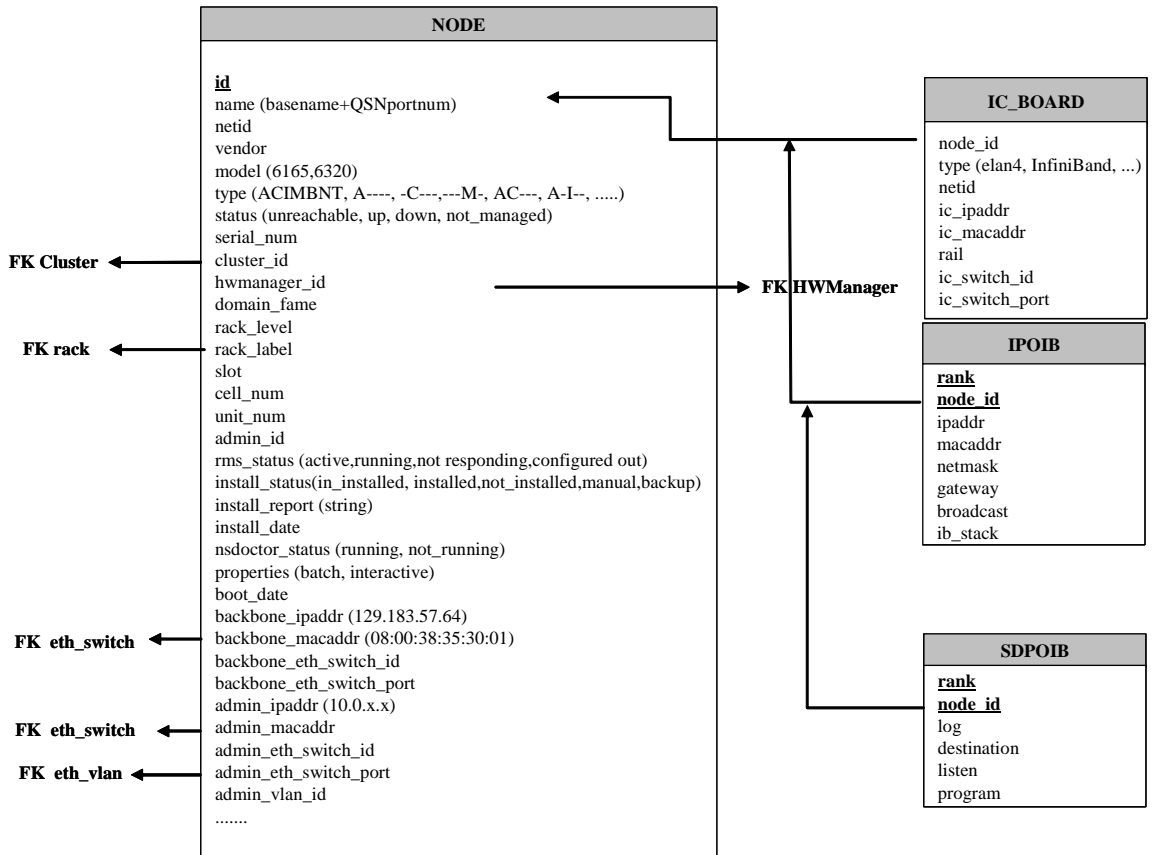 NODE
id
name (basename+QSNportnum)
netid
vendor
model (6165,6320)
type (ACIMBNT, A----, -C---,---M-, AC---, A-I--, .....)
status (unreachable, up, down, not_managed)
serial_num
cluster_id
hwmanager_id
domain_fame
rack_level
rack_label
slot
cell_num
unit_num
admin_id
rms_status (active,running,not responding,configured out)
install_status(in_installed, installed,not_installed,manual,backup)
install_report (string)
install_date
nsdoctor_status (running, not_running)
properties (batch, interactive)
boot_date
backbone_ipaddr (129.183.57.64)
backbone_macaddr (08:00:38:35:30:01)
backbone_eth_switch_id
backbone_eth_switch_port
admin_ipaddr (10.0.x.x)
admin_macaddr
admin_eth_switch_id
admin_eth_switch_port
admin_vlan_id
.......
FK Cluster
FK rack
FK eth_switch
FK eth_switch
FK eth_vlan
FK HWManager
IC_BOARD
node_id
type (elan4, InfiniBand, ...)
netid
ic_ipaddr
ic_macaddr
rail
ic_switch_id
ic_switch_port
IPOIB
rank
node_id
ipaddr
macaddr
netmask
gateway
broadcast
ib_stack
SDPOIB
rank
node_id
log
destination
listen
program